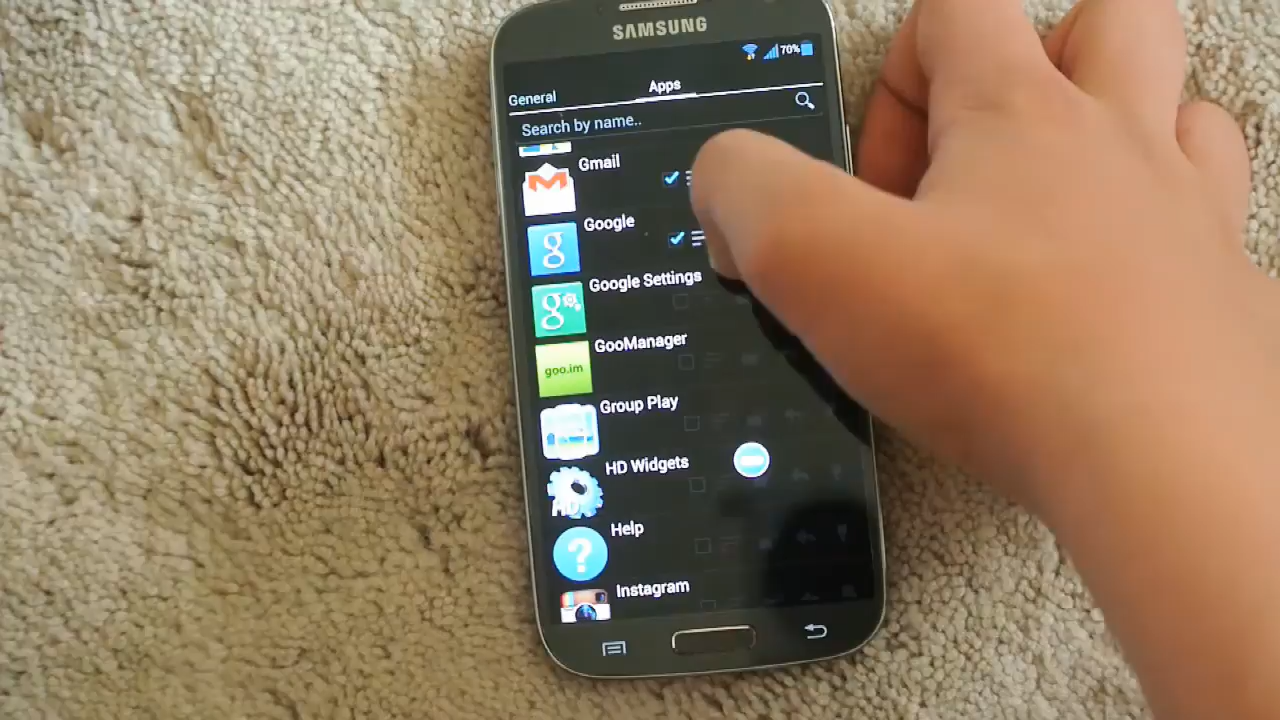 SAMSUNG
70%
General
Apps
Search by name..
Gmail
Google
g
Google Settings
g
GooManager
goo.im
Group Play
HD Widgets
HD
Help
?
Instagram